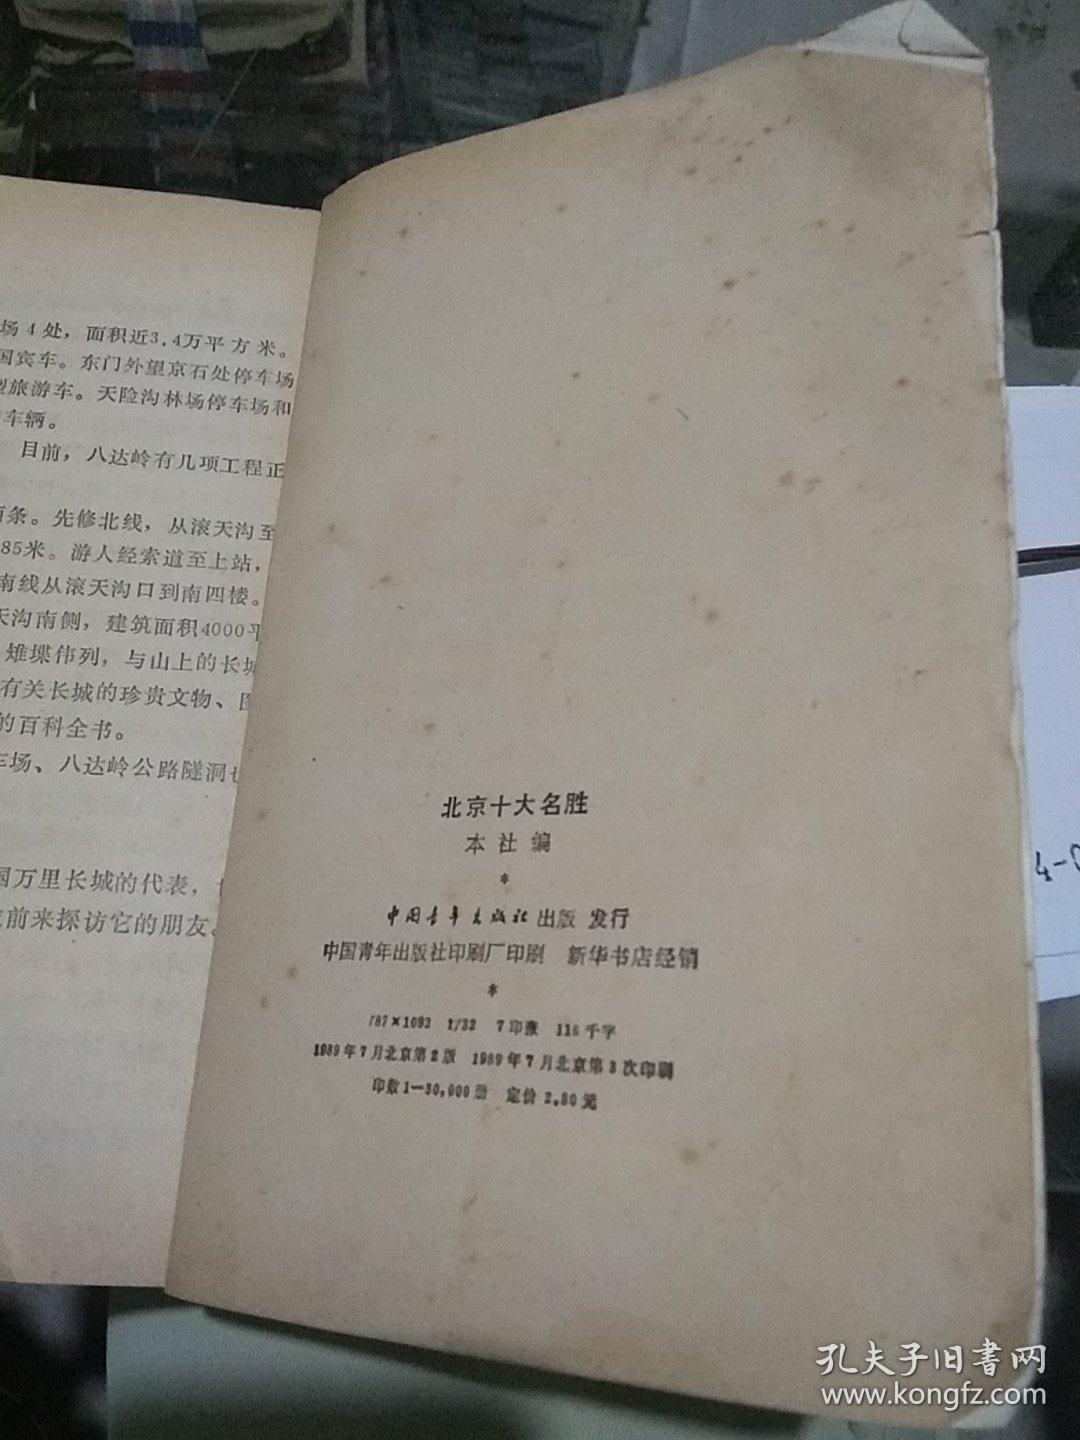 场4处，面积近3.4万平方米。
国宾车。东门外望京石处停车场
型旅游车。天险沟林场停车场和
车辆。
目前，八达岭有几项工程正
条。先修北线，从滚天沟至
85米。游人经索道至上站，
南线从滚天沟口到南四楼。
天沟南侧，建筑面积4000平
雉堞伟列，与山上的长城
有关长城的珍贵文物、
的百科全书。
车场、八达岭公路隧洞
国万里长城的代表，
前来探访它的朋友。
北京十大名胜
本社编
*
中国青年出版社出版 发行
中国青年出版社印刷厂印刷 新华书店经销
*
787×1092 1/32 7印张 116千字
1989年7月北京第2版 1989年7月北京第3次印刷
印数1—30,000册 定价2.80元
孔夫子旧書网
www.kongfz.com